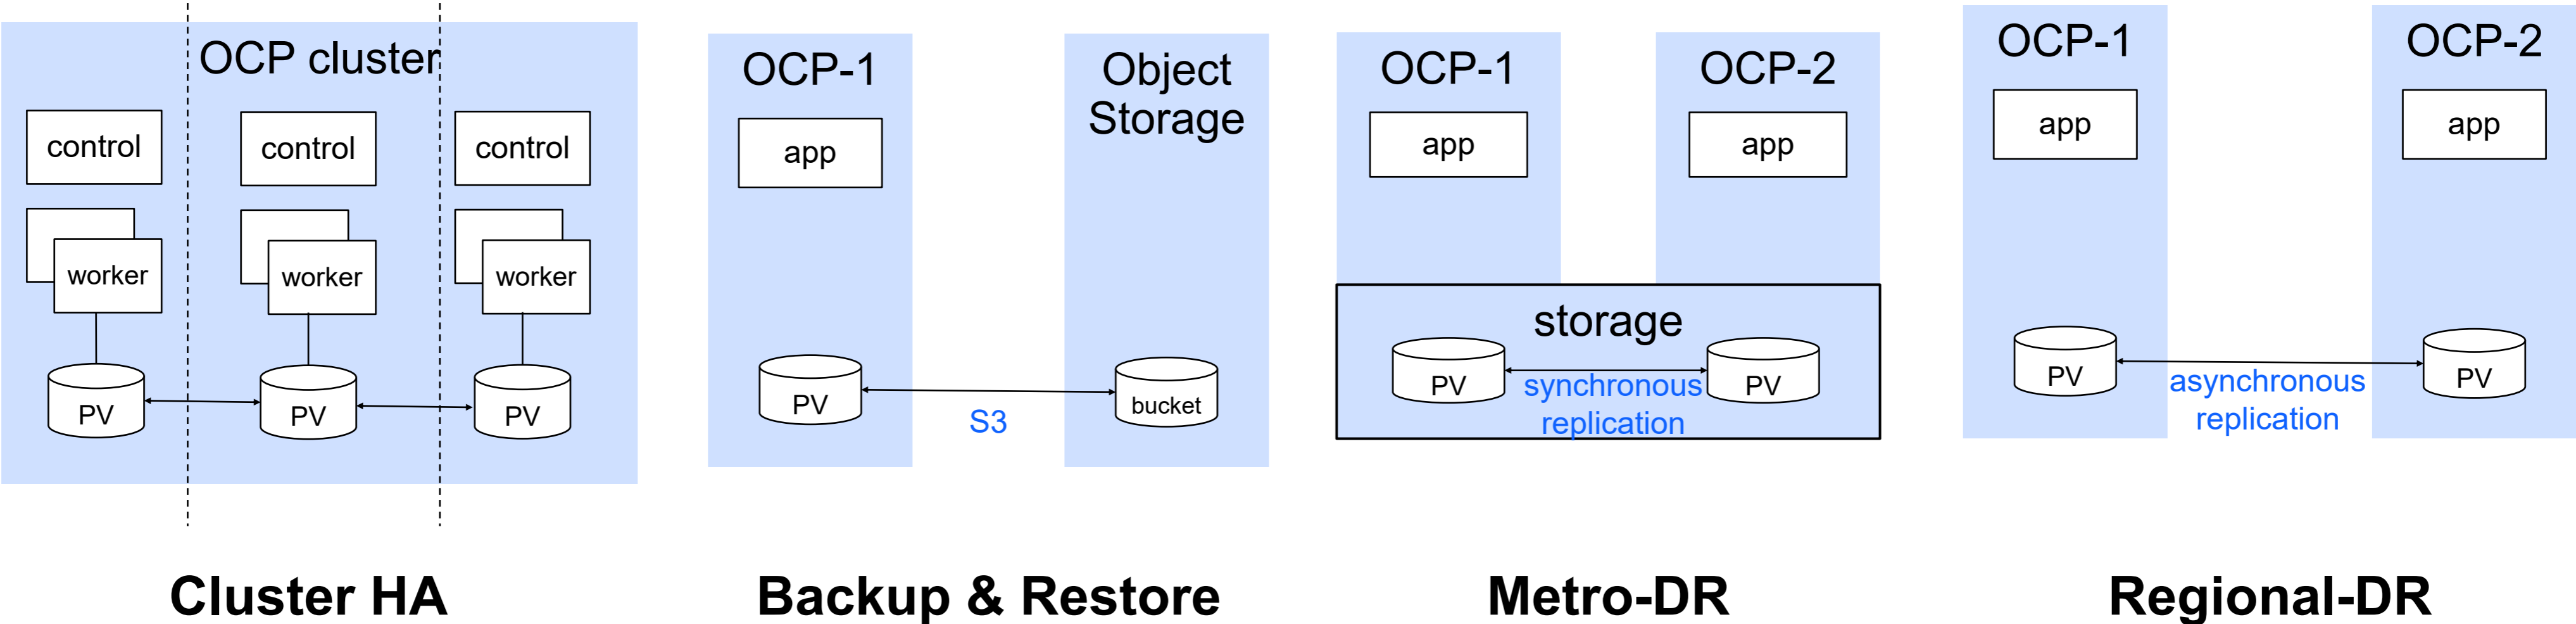 OCP cluster
control
control
control
worker
worker
worker
PV
PV
PV
Cluster HA
OCP-1
app
PV
S3
Object
Storage
bucket
Backup & Restore
OCP-1
OCP-2
app
app
storage
PV
synchronous
replication
PV
Metro-DR
OCP-1
OCP-2
app
app
PV
asynchronous
replication
PV
Regional-DR